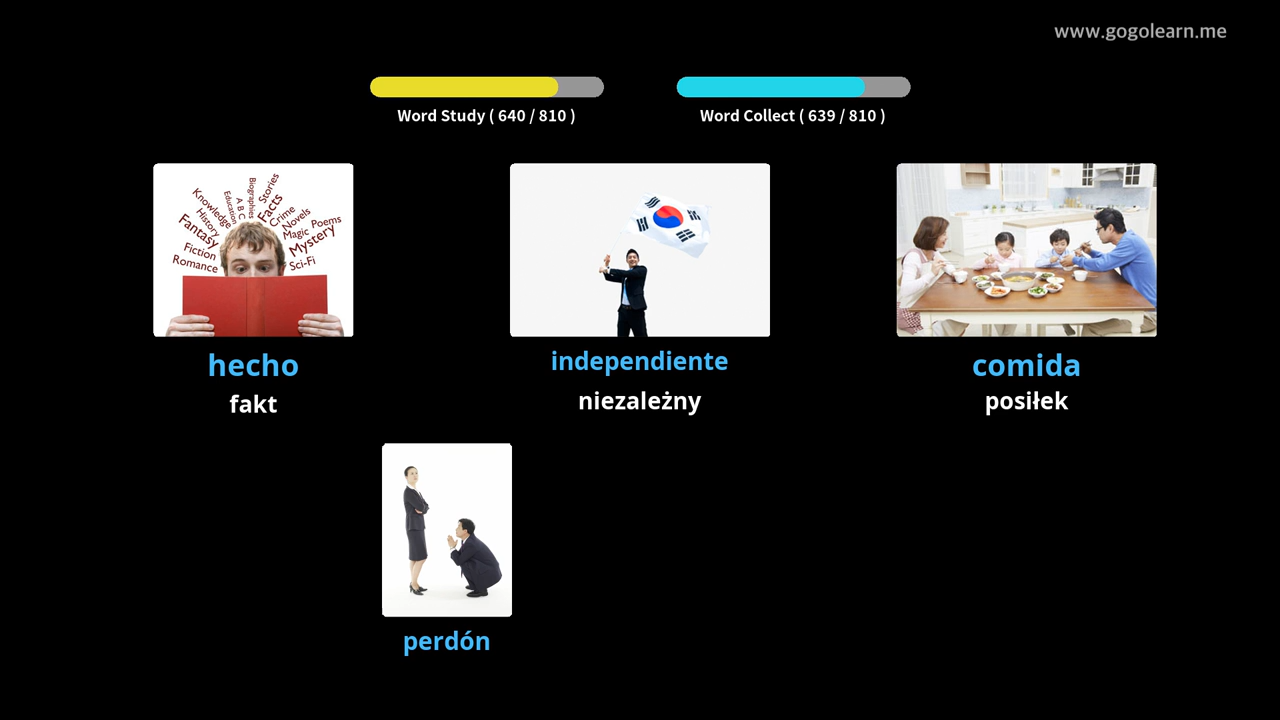 www.gogolearn.me
Word Study ( 640 / 810 )
Word Collect ( 639 / 810 )
Knowledge
History
Education
A B C
Biographies
Stories
Facts
Crime
Novels
Magic
Poems
Fantasy
Mystery
Fiction
Romance
Sci-Fi
hecho
fakt
independiente
niezależny
comida
posiłek
perdón